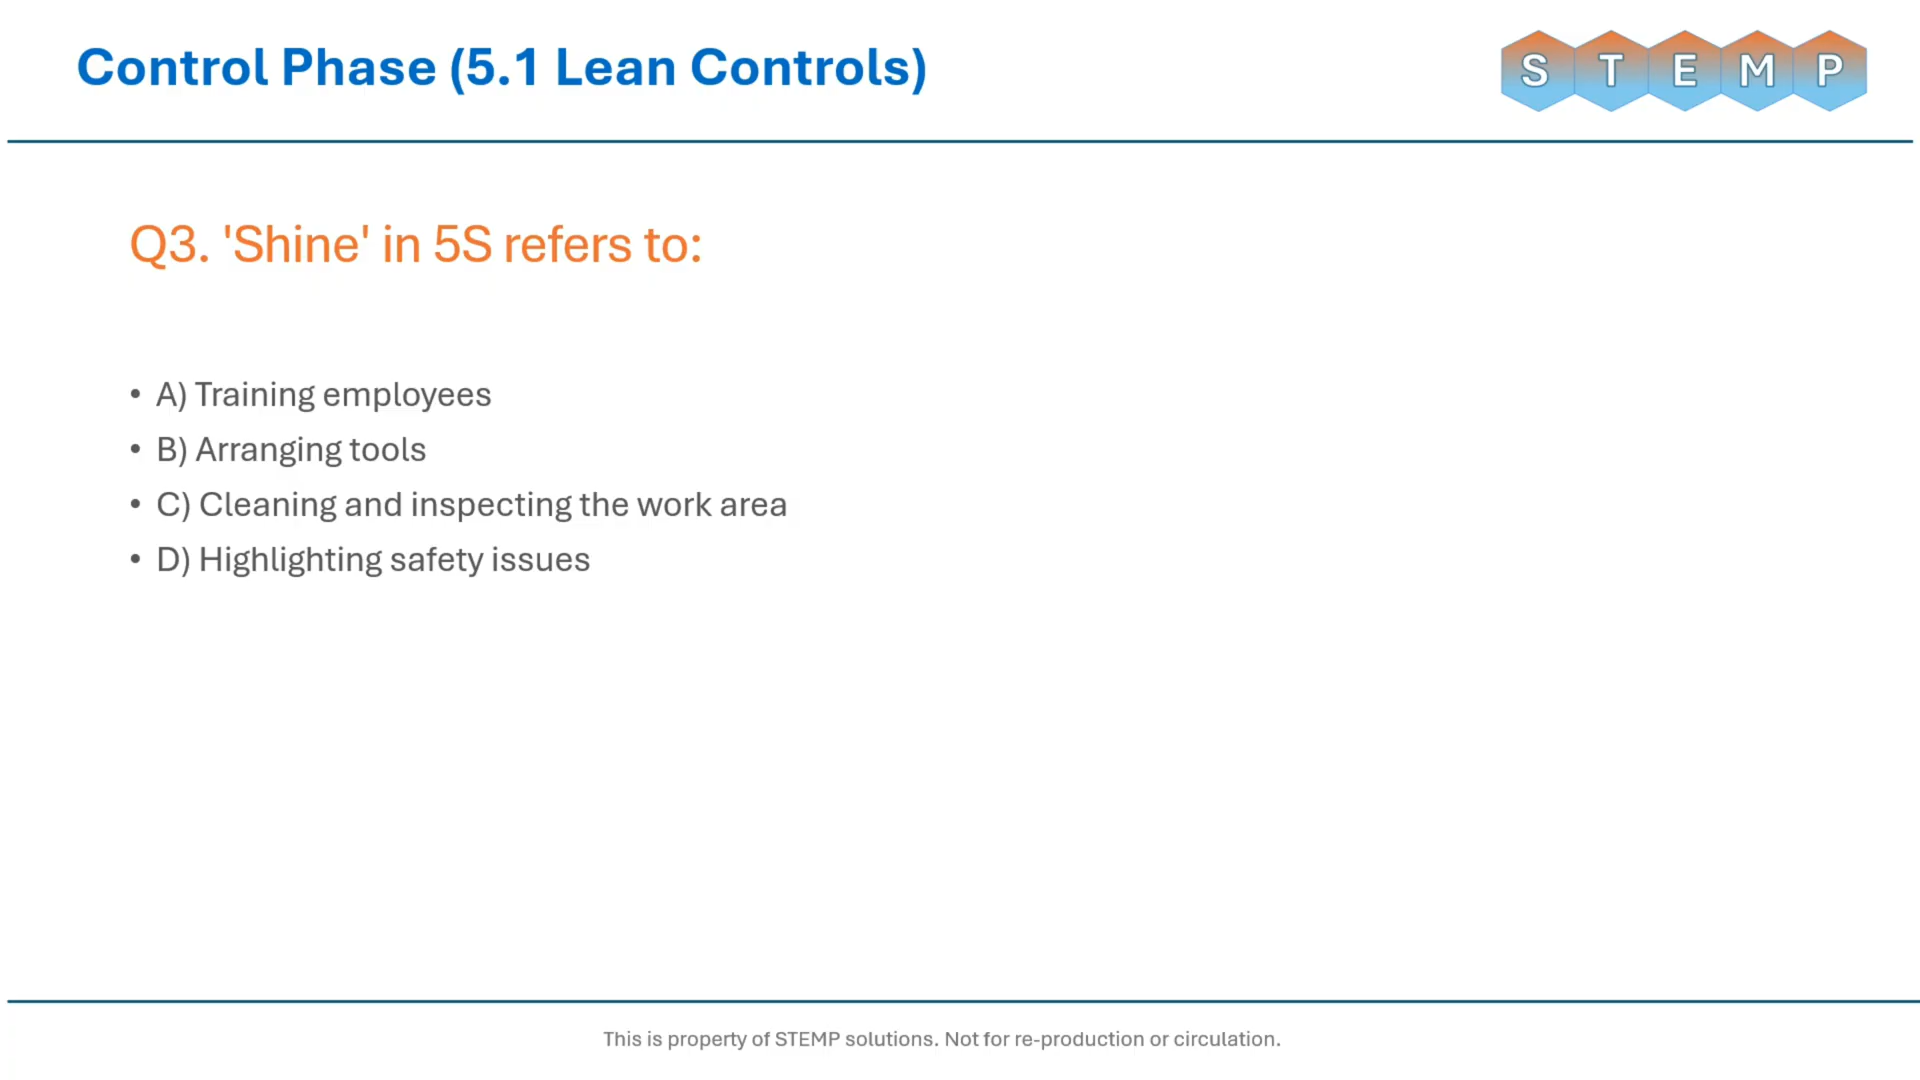 Control Phase (5.1 Lean Controls)
S T E M P
Q3. 'Shine' in 5S refers to:
• A) Training employees
• B) Arranging tools
• C) Cleaning and inspecting the work area
• D) Highlighting safety issues
This is property of STEMP solutions. Not for re-production or circulation.